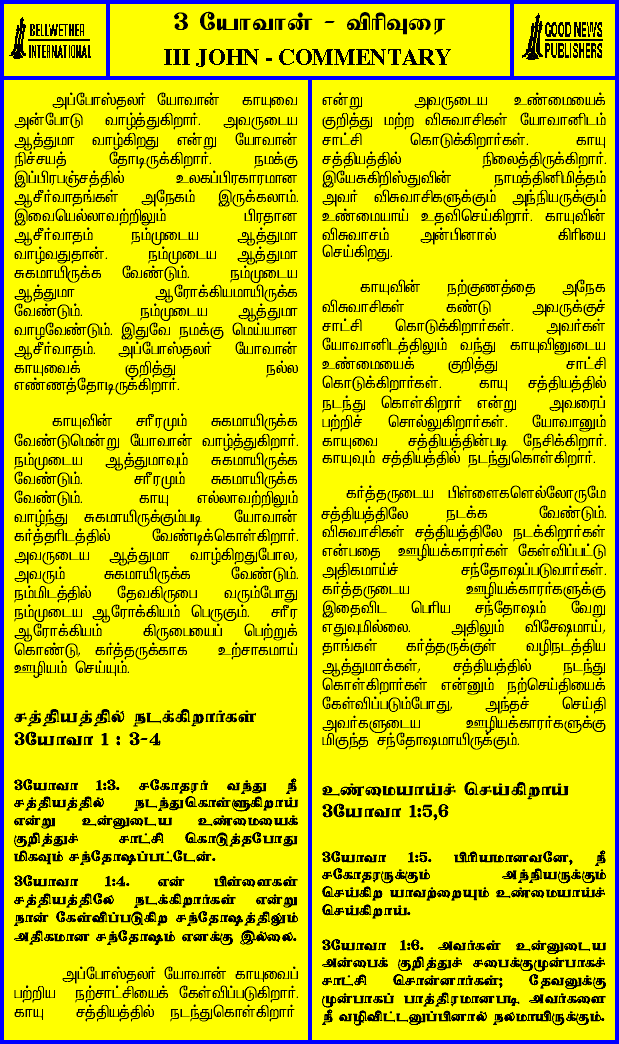 BELLWETHER
INTERNATIONAL
3 யோவான் - விரிவுரை
III JOHN - COMMENTARY
GOOD NEWS
PUBLISHERS
அப்போஸ்தலர் யோவான் காயுவை
அன்போடு வாழ்த்துகிறார். அவருடைய
ஆத்துமா வாழ்கிறது என்று யோவான்
நிச்சயத் தோடிருக்கிறார். நமக்கு
இப்பிரபஞ்சத்தில் உலகப்பிரகாரமான
ஆசீர்வாதங்கள் அநேகம் இருக்கலாம்.
இவையெல்லாவற்றிலும் பிரதான
ஆசீர்வாதம் நம்முடைய ஆத்துமா
வாழ்வதுதான். நம்முடைய ஆத்துமா
சுகமாயிருக்க வேண்டும். நம்முடைய
ஆத்துமா ஆரோக்கியமாயிருக்க
வேண்டும். நம்முடைய ஆத்துமா
வாழவேண்டும். இதுவே நமக்கு மெய்யான
ஆசீர்வாதம். அப்போஸ்தலர் யோவான்
காயுவைக் குறித்து நல்ல
எண்ணத்தோடிருக்கிறார்.
காயுவின் சரீரமும் சுகமாயிருக்க
வேண்டுமென்று யோவான் வாழ்த்துகிறார்.
நம்முடைய ஆத்துமாவும் சுகமாயிருக்க
வேண்டும். சரீரமும் சுகமாயிருக்க
வேண்டும். காயு எல்லாவற்றிலும்
வாழ்ந்து சுகமாயிருக்கும்படி யோவான்
கர்த்தரிடத்தில் வேண்டிக்கொள்கிறார்.
அவருடைய ஆத்துமா வாழ்கிறதுபோல,
அவரும் சுகமாயிருக்க வேண்டும்.
நம்மிடத்தில் தேவகிருபை வரும்போது
நம்முடைய ஆரோக்கியம் பெருகும். சரீர
ஆரோக்கியம் கிருபையைப் பெற்றுக்
கொண்டு, கர்த்தருக்காக உற்சாகமாய்
ஊழியம் செய்யும்.
சத்தியத்தில் நடக்கிறார்கள்
3யோவா 1 : 3-4
3யோவா 1:3. சகோதரர் வந்து நீ
சத்தியத்தில் நடந்துகொள்ளுகிறாய்
என்று உன்னுடைய உண்மையைக்
குறித்துச் சாட்சி கொடுத்தபோது
மிகவும் சந்தோஷப்பட்டேன்.
3யோவா 1:4. என் பிள்ளைகள்
சத்தியத்திலே நடக்கிறார்கள் என்று
நான் கேள்விப்படுகிற சந்தோஷத்திலும்
அதிகமான சந்தோஷம் எனக்கு இல்லை.
அப்போஸ்தலர் யோவான் காயுவைப்
பற்றிய நற்சாட்சியைக் கேள்விப்படுகிறார்.
காயு சத்தியத்தில் நடந்துகொள்கிறார்
என்று அவருடைய உண்மையைக்
குறித்து மற்ற விசுவாசிகள் யோவானிடம்
சாட்சி கொடுக்கிறார்கள். காயு
சத்தியத்தில் நிலைத்திருக்கிறார்.
இயேசுகிறிஸ்துவின் நாமத்தினிமித்தம்
அவர் விசுவாசிகளுக்கும் அந்நியருக்கும்
உண்மையாய் உதவிசெய்கிறார். காயுவின்
விசுவாசம் அன்பினால் கிரியை
செய்கிறது.
காயுவின் நற்குணத்தை அநேக
விசுவாசிகள் கண்டு அவருக்குச்
சாட்சி கொடுக்கிறார்கள். அவர்கள்
யோவானிடத்திலும் வந்து காயுவினுடைய
உண்மையைக் குறித்து சாட்சி
கொடுக்கிறார்கள். காயு சத்தியத்தில்
நடந்து கொள்கிறார் என்று அவரைப்
பற்றிச் சொல்லுகிறார்கள். யோவானும்
காயுவை சத்தியத்தின்படி நேசிக்கிறார்.
காயுவும் சத்தியத்தில் நடந்துகொள்கிறார்.
கர்த்தருடைய பிள்ளைகளெல்லோருமே
சத்தியத்திலே நடக்க வேண்டும்.
விசுவாசிகள் சத்தியத்திலே நடக்கிறார்கள்
என்பதை ஊழியக்காரர்கள் கேள்விப்பட்டு
அதிகமாய்ச் சந்தோஷப்படுவார்கள்.
கர்த்தருடைய ஊழியக்காரர்களுக்கு
இதைவிட பெரிய சந்தோஷம் வேறு
எதுவுமில்லை. அதிலும் விசேஷமாய்,
தாங்கள் கர்த்தருக்குள் வழிநடத்திய
ஆத்துமாக்கள், சத்தியத்தில் நடந்து
கொள்கிறார்கள் என்னும் நற்செய்தியைக்
கேள்விப்படும்போது, அந்தச் செய்தி
அவர்களுடைய ஊழியக்காரர்களுக்கு
மிகுந்த சந்தோஷமாயிருக்கும்.
உண்மையாய்ச் செய்கிறாய்
3யோவா 1:5,6
3யோவா 1:5. பிரியமானவனே, நீ
சகோதரருக்கும் அந்நியருக்கும்
செய்கிற யாவற்றையும் உண்மையாய்ச்
செய்கிறாய்.
3யோவா 1:6. அவர்கள் உன்னுடைய
அன்பைக் குறித்துச் சபைக்குமுன்பாகச்
சாட்சி சொன்னார்கள்; தேவனுக்கு
முன்பாகப் பாத்திரமானபடி அவர்களை
நீ வழிவிட்டனுப்பினால் நலமாயிருக்கும்.